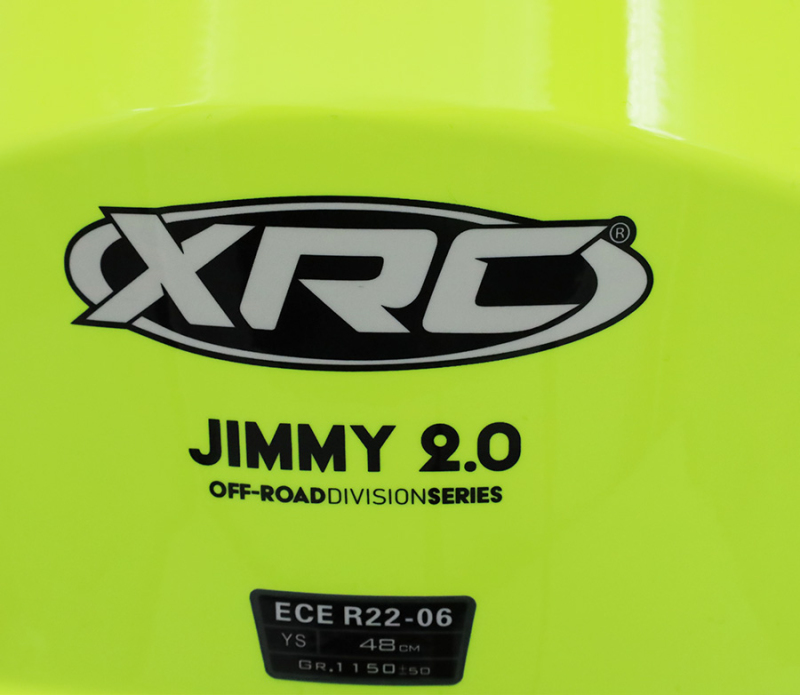 XRC®
JIMMY 2.0
OFF-ROADDIVISIONSERIES
ECE R22-06
YS 48CM
GR.1150±50